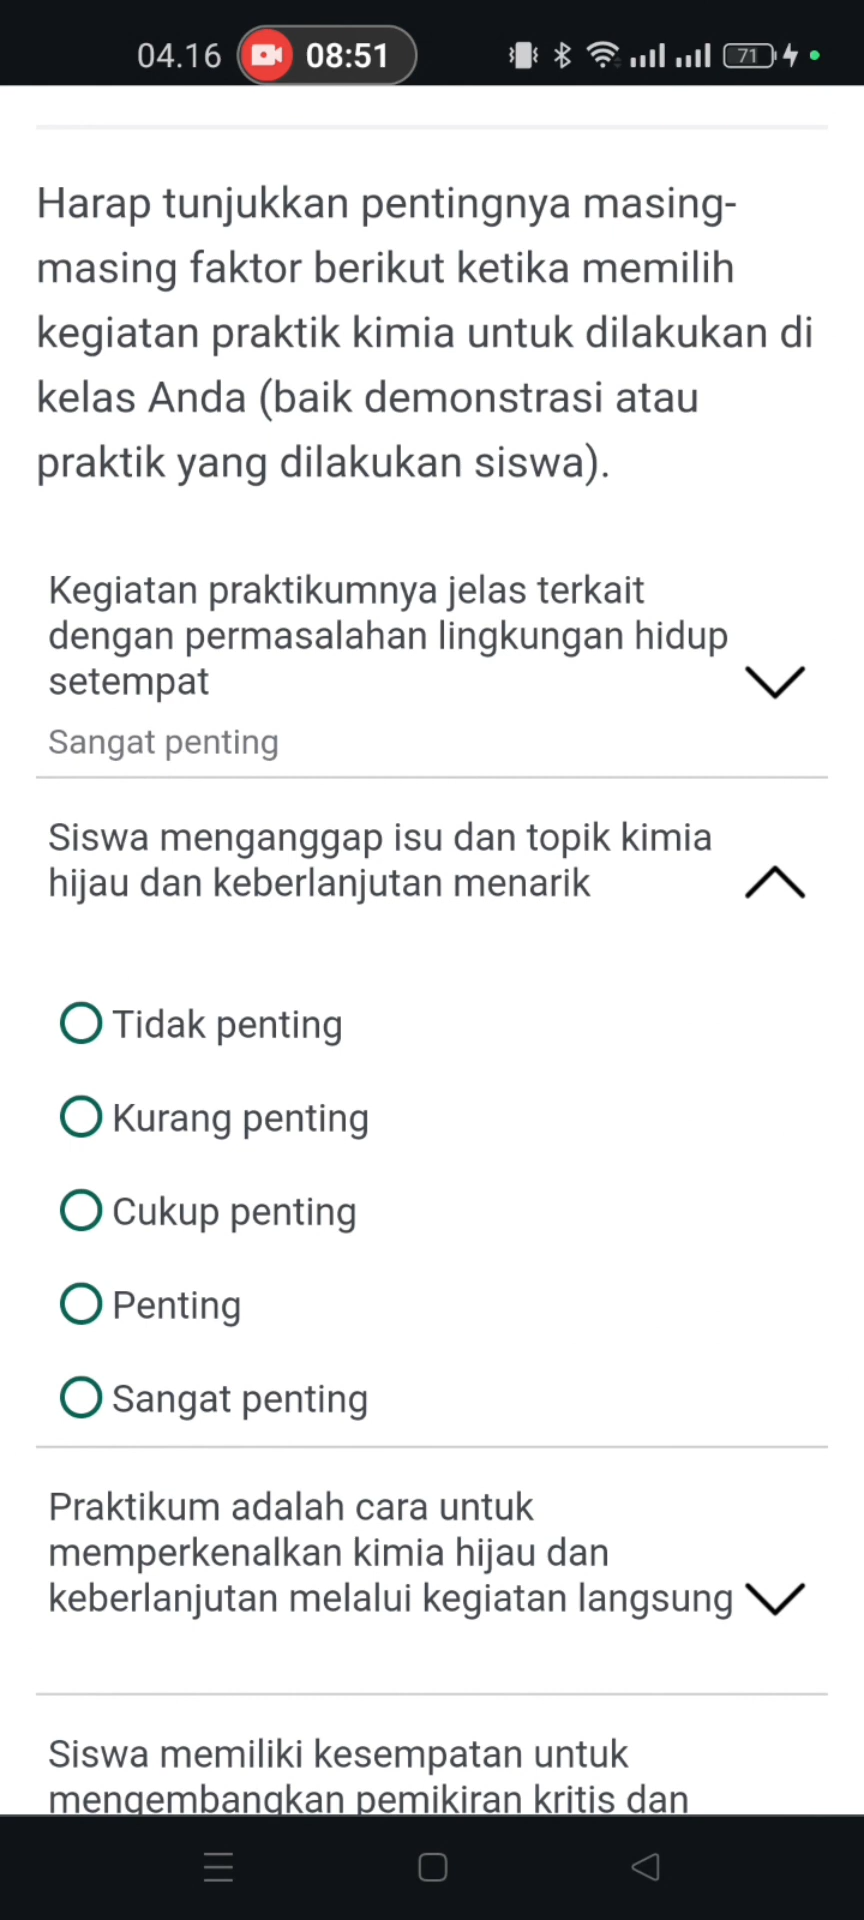 04.16 08:51 71
Harap tunjukkan pentingnya masing-
masing faktor berikut ketika memilih
kegiatan praktik kimia untuk dilakukan di
kelas Anda (baik demonstrasi atau
praktik yang dilakukan siswa).
Kegiatan praktikumnya jelas terkait
dengan permasalahan lingkungan hidup
setempat
Sangat penting
Siswa menganggap isu dan topik kimia
hijau dan keberlanjutan menarik
Tidak penting
Kurang penting
Cukup penting
Penting
Sangat penting
Praktikum adalah cara untuk
memperkenalkan kimia hijau dan
keberlanjutan melalui kegiatan langsung
Siswa memiliki kesempatan untuk
mengembangkan pemikiran kritis dan